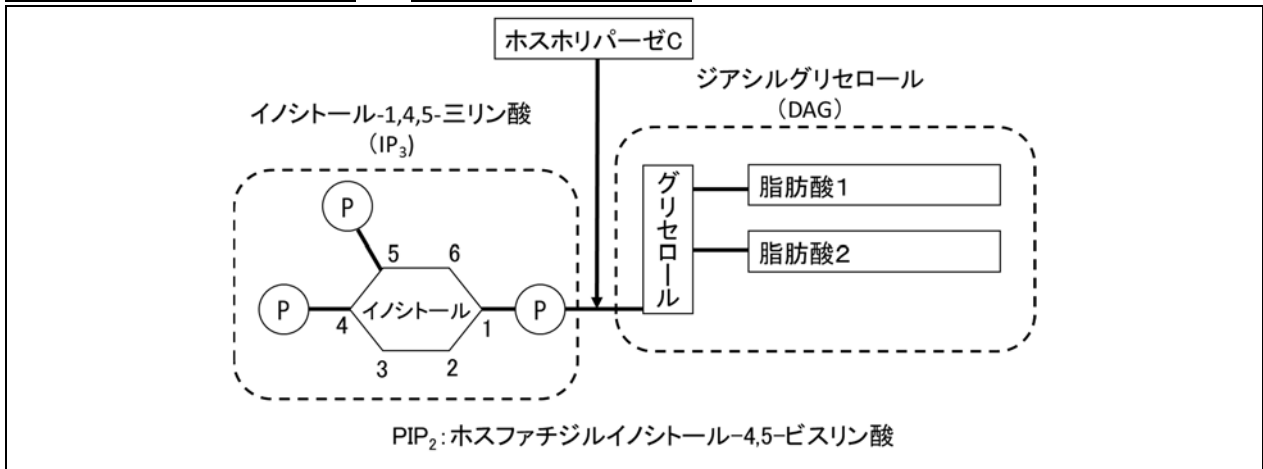 ホスホリパーゼC
ジアシルグリセロール
(DAG)
イノシトール-1,4,5-三リン酸
(IP₃)
グリセロール
脂肪酸1
脂肪酸2
P
5
6
P
イノシトール
P
4
1
3
2
PIP₂:ホスファチジルイノシトール-4,5-ビスリン酸